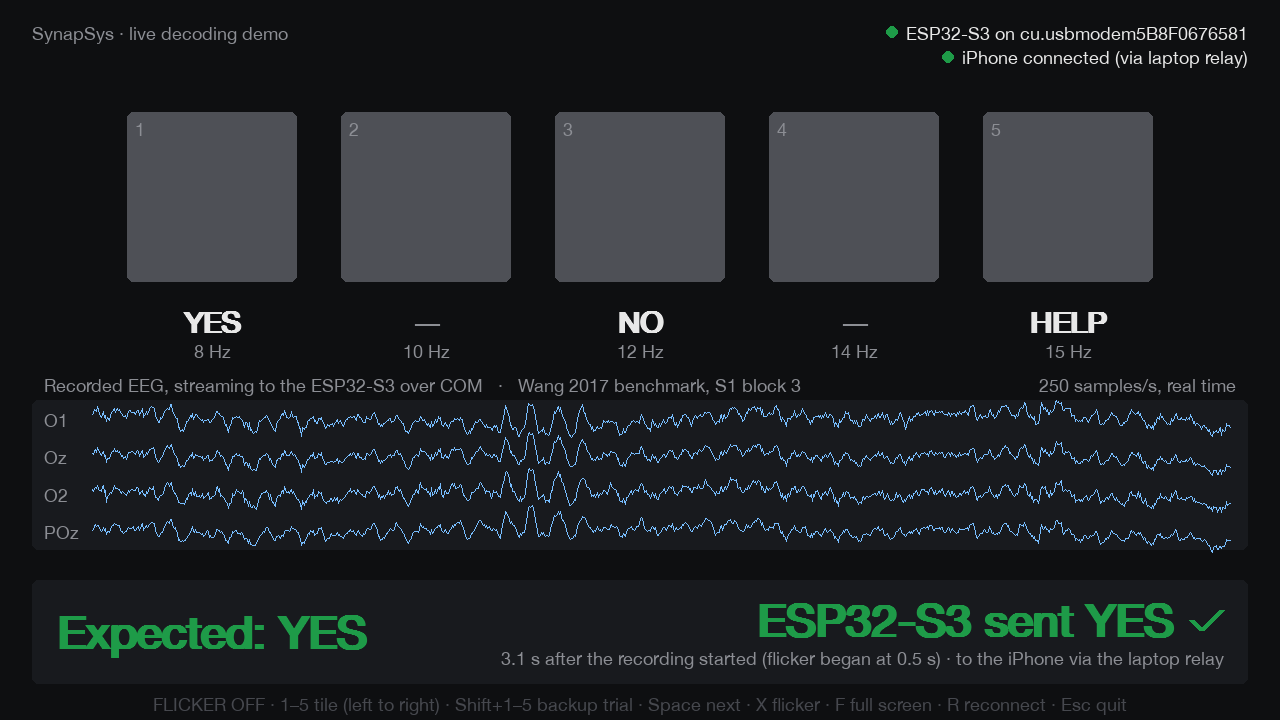 SynapSys · live decoding demo
ESP32-S3 on cu.usbmodem5B8F0676581
iPhone connected (via laptop relay)
1 2 3 4 5
YES — NO — HELP
8 Hz 10 Hz 12 Hz 14 Hz 15 Hz
Recorded EEG, streaming to the ESP32-S3 over COM · Wang 2017 benchmark, S1 block 3 250 samples/s, real time
O1
Oz
O2
POz
Expected: YES
ESP32-S3 sent YES ✓
3.1 s after the recording started (flicker began at 0.5 s) · to the iPhone via the laptop relay
FLICKER OFF · 1–5 tile (left to right) · Shift+1–5 backup trial · Space next · X flicker · F full screen · R reconnect · Esc quit